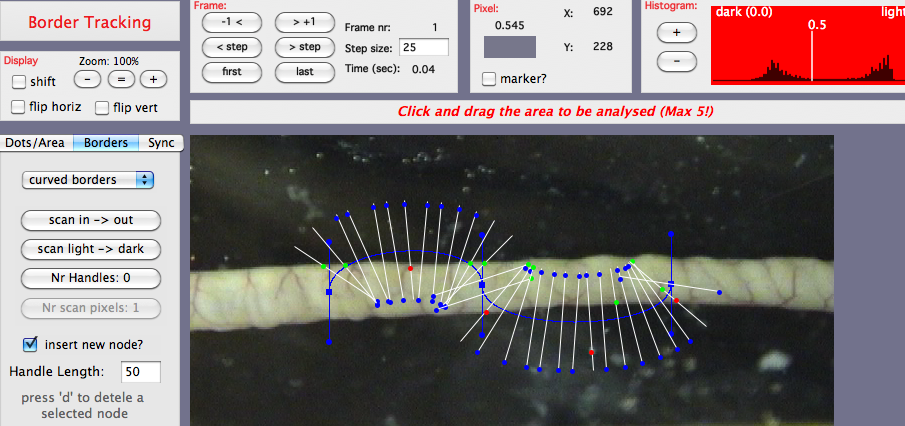 Border Tracking
Frame:
-1 <
> +1
Frame nr: 1
< step
> step
Step size: 25
first
last
Time (sec): 0.04
Pixel:
0.545
X: 692
Y: 228
marker?
Histogram:
+
-
dark (0.0)
0.5
light
Display
shift
Zoom: 100%
-
=
+
flip horiz
flip vert
Click and drag the area to be analysed (Max 5!)
Dots/Area
Borders
Sync
curved borders
scan in -> out
scan light -> dark
Nr Handles: 0
Nr scan pixels: 1
insert new node?
Handle Length: 50
press 'd' to detele a
selected node